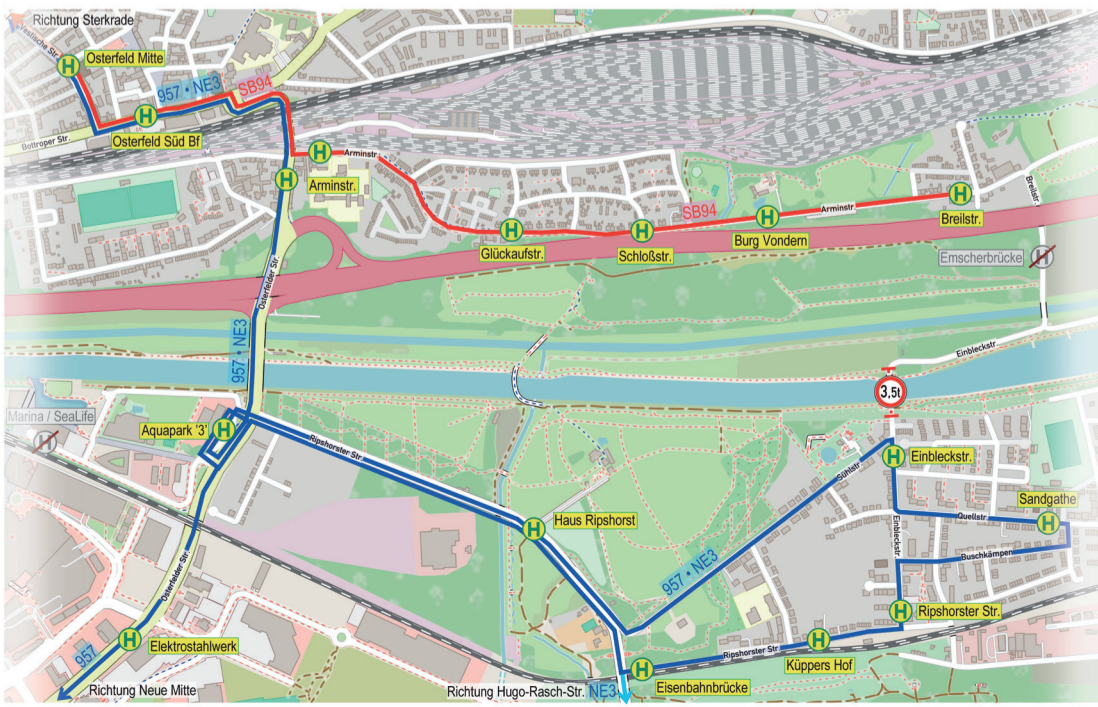 Richtung Sterkrade
Vestische Str.
H
Osterfeld Mitte
957 • NE3
SB94
H
Osterfeld Süd Bf
Bottroper Str.
H
Arminstr.
Arminstr.
H
H
Glückaufstr.
H
Schloßstr.
SB94
H
Burg Vondern
Arminstr.
H
Breilstr.
Breilstr.
Emscherbrücke
H
Osterfelder Str.
957 • NE3
Einbleckstr.
3,5t
Marina / SeaLife
H
Aquapark '3'
H
Ripshorster Str.
H
Haus Ripshorst
Sühlstr.
H
Einbleckstr.
Sandgathe
H
Quellstr.
Einbleckstr.
Buschkämpen
957 • NE3
Osterfelder Str.
H
Ripshorster Str.
H
Elektrostahlwerk
H
Küppers Hof
Ripshorster Str.
H
Eisenbahnbrücke
957
Richtung Neue Mitte
Richtung Hugo-Rasch-Str.
NE3